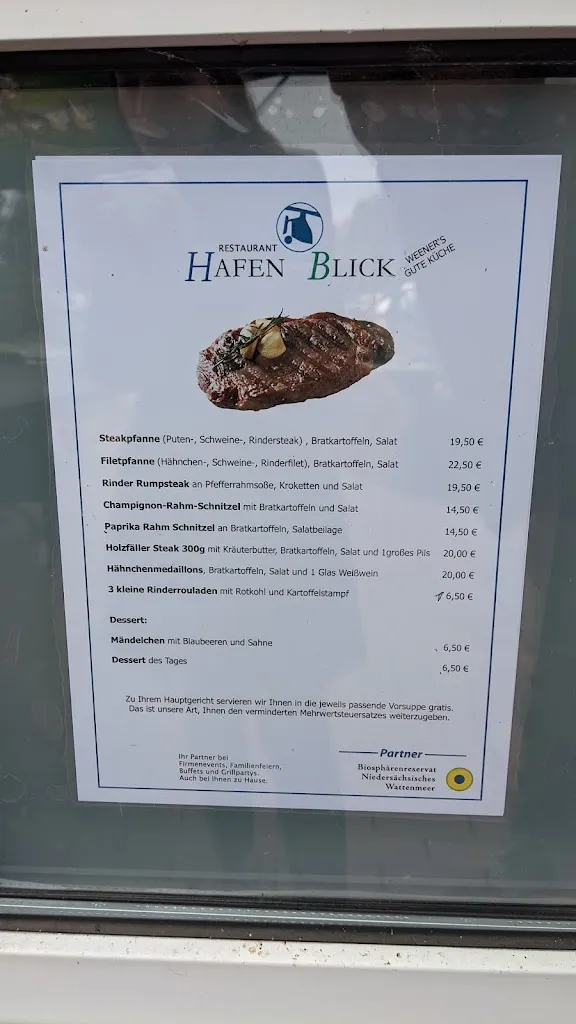 RESTAURANT
HAFEN BLICK
WEENER'S
GUTE KÜCHE
Steakpfanne (Puten-, Schweine-, Rindersteak) , Bratkartoffeln, Salat 19,50 €
Filetpfanne (Hähnchen-, Schweine-, Rinderfilet), Bratkartoffeln, Salat 22,50 €
Rinder Rumpsteak an Pfefferrahmsoße, Kroketten und Salat 19,50 €
Champignon-Rahm-Schnitzel mit Bratkartoffeln und Salat 14,50 €
Paprika Rahm Schnitzel an Bratkartoffeln, Salatbeilage 14,50 €
Holzfäller Steak 300g mit Kräuterbutter, Bratkartoffeln, Salat und 1großes Pils 20,00 €
Hähnchenmedaillons, Bratkartoffeln, Salat und 1 Glas Weißwein 20,00 €
3 kleine Rinderrouladen mit Rotkohl und Kartoffelstampf 6,50 €
Dessert:
Mändelchen mit Blaubeeren und Sahne 6,50 €
Dessert des Tages 6,50 €
Zu Ihrem Hauptgericht servieren wir Ihnen in die jeweils passende Vorsuppe gratis.
Das ist unsere Art, Ihnen den verminderten Mehrwertsteuersatzes weiterzugeben.
Ihr Partner bei
Firmenevents, Familienfeiern,
Buffets und Grillpartys.
Auch bei Ihnen zu Hause.
Partner
Biosphärenreservat
Niedersächsisches
Wattenmeer